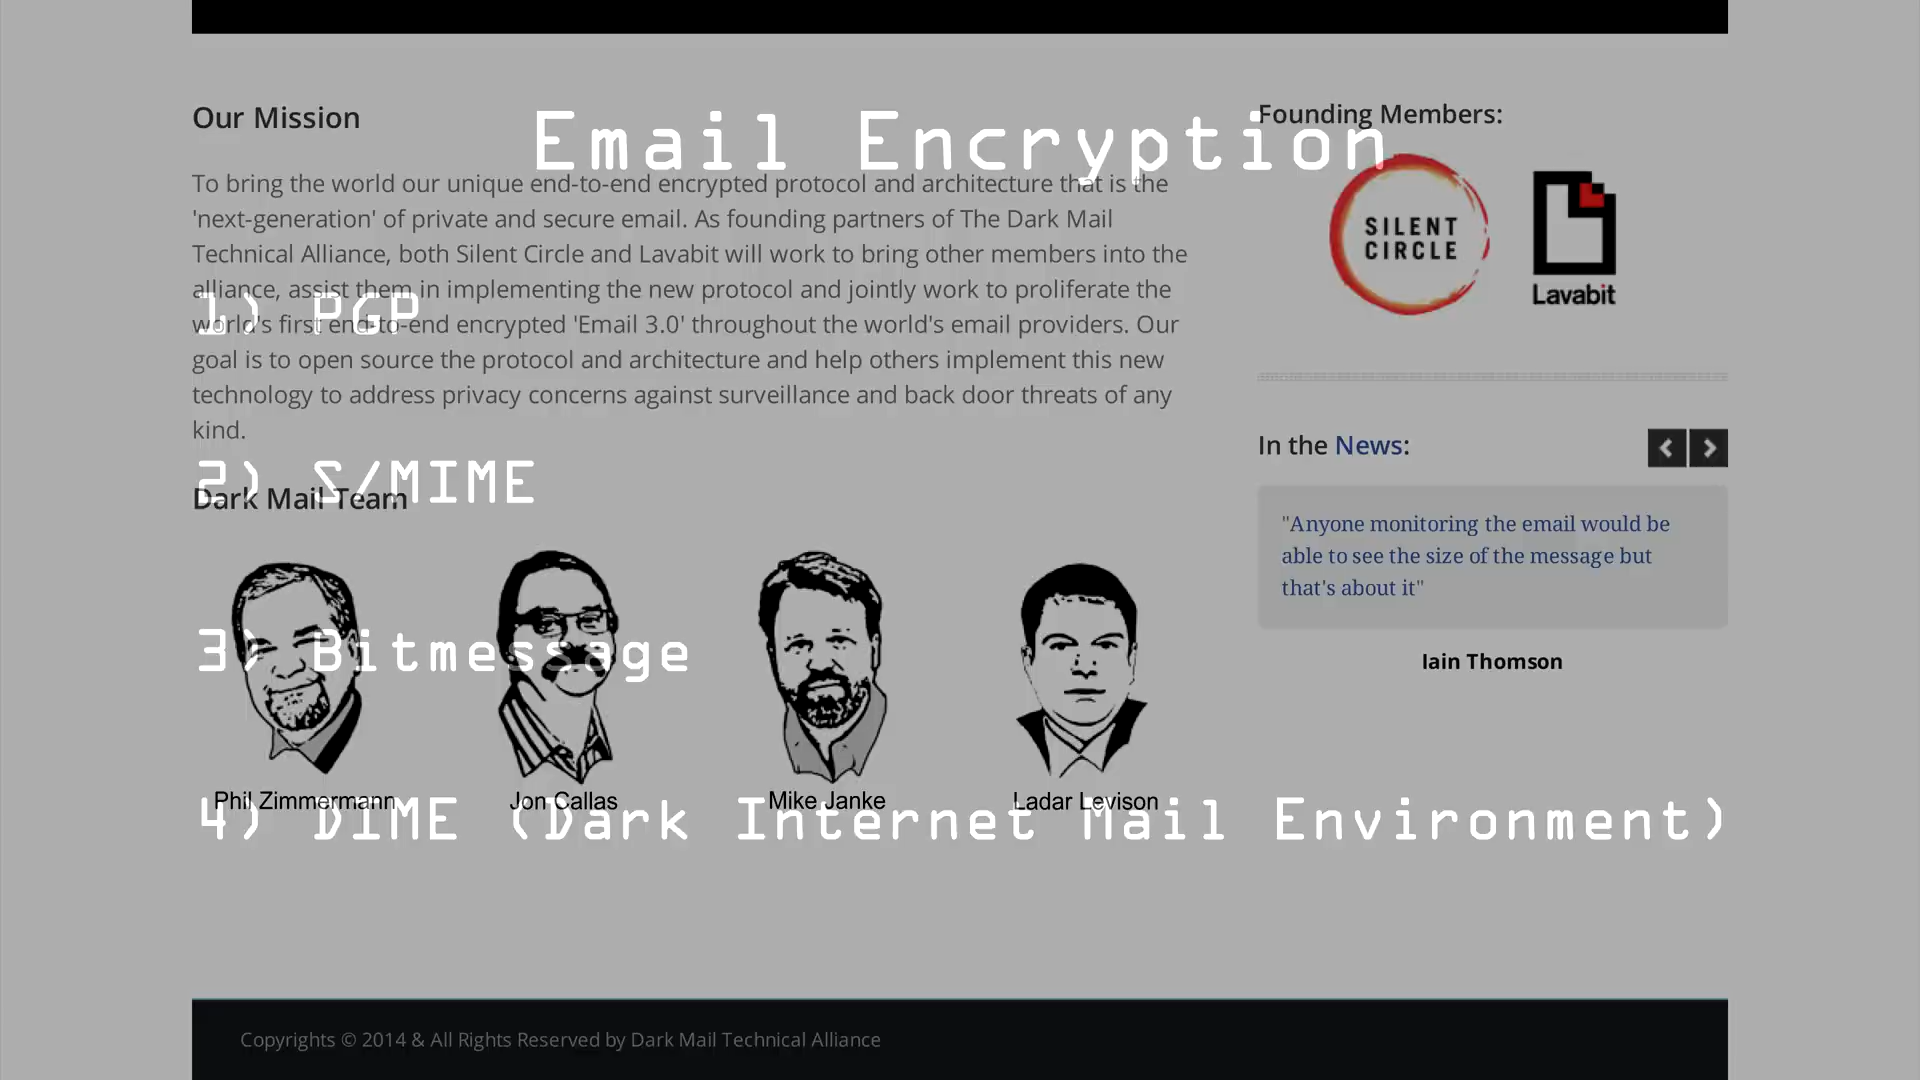 Email Encryption
1) PGP
2) S/MIME
3) Bitmessage
4) DIME (Dark Internet Mail Environment)
Our Mission
To bring the world our unique end-to-end encrypted protocol and architecture that is the
'next-generation' of private and secure email. As founding partners of The Dark Mail
Technical Alliance, both Silent Circle and Lavabit will work to bring other members into the
alliance, assist them in implementing the new protocol and jointly work to proliferate the
world's first end-to-end encrypted 'Email 3.0' throughout the world's email providers. Our
goal is to open source the protocol and architecture and help others implement this new
technology to address privacy concerns against surveillance and back door threats of any
kind.
Dark Mail Team
Phil Zimmermann
Jon Callas
Mike Janke
Ladar Levison
Founding Members:
SILENT
CIRCLE
Lavabit
In the News:
"Anyone monitoring the email would be
able to see the size of the message but
that's about it"
Iain Thomson
Copyrights © 2014 & All Rights Reserved by Dark Mail Technical Alliance